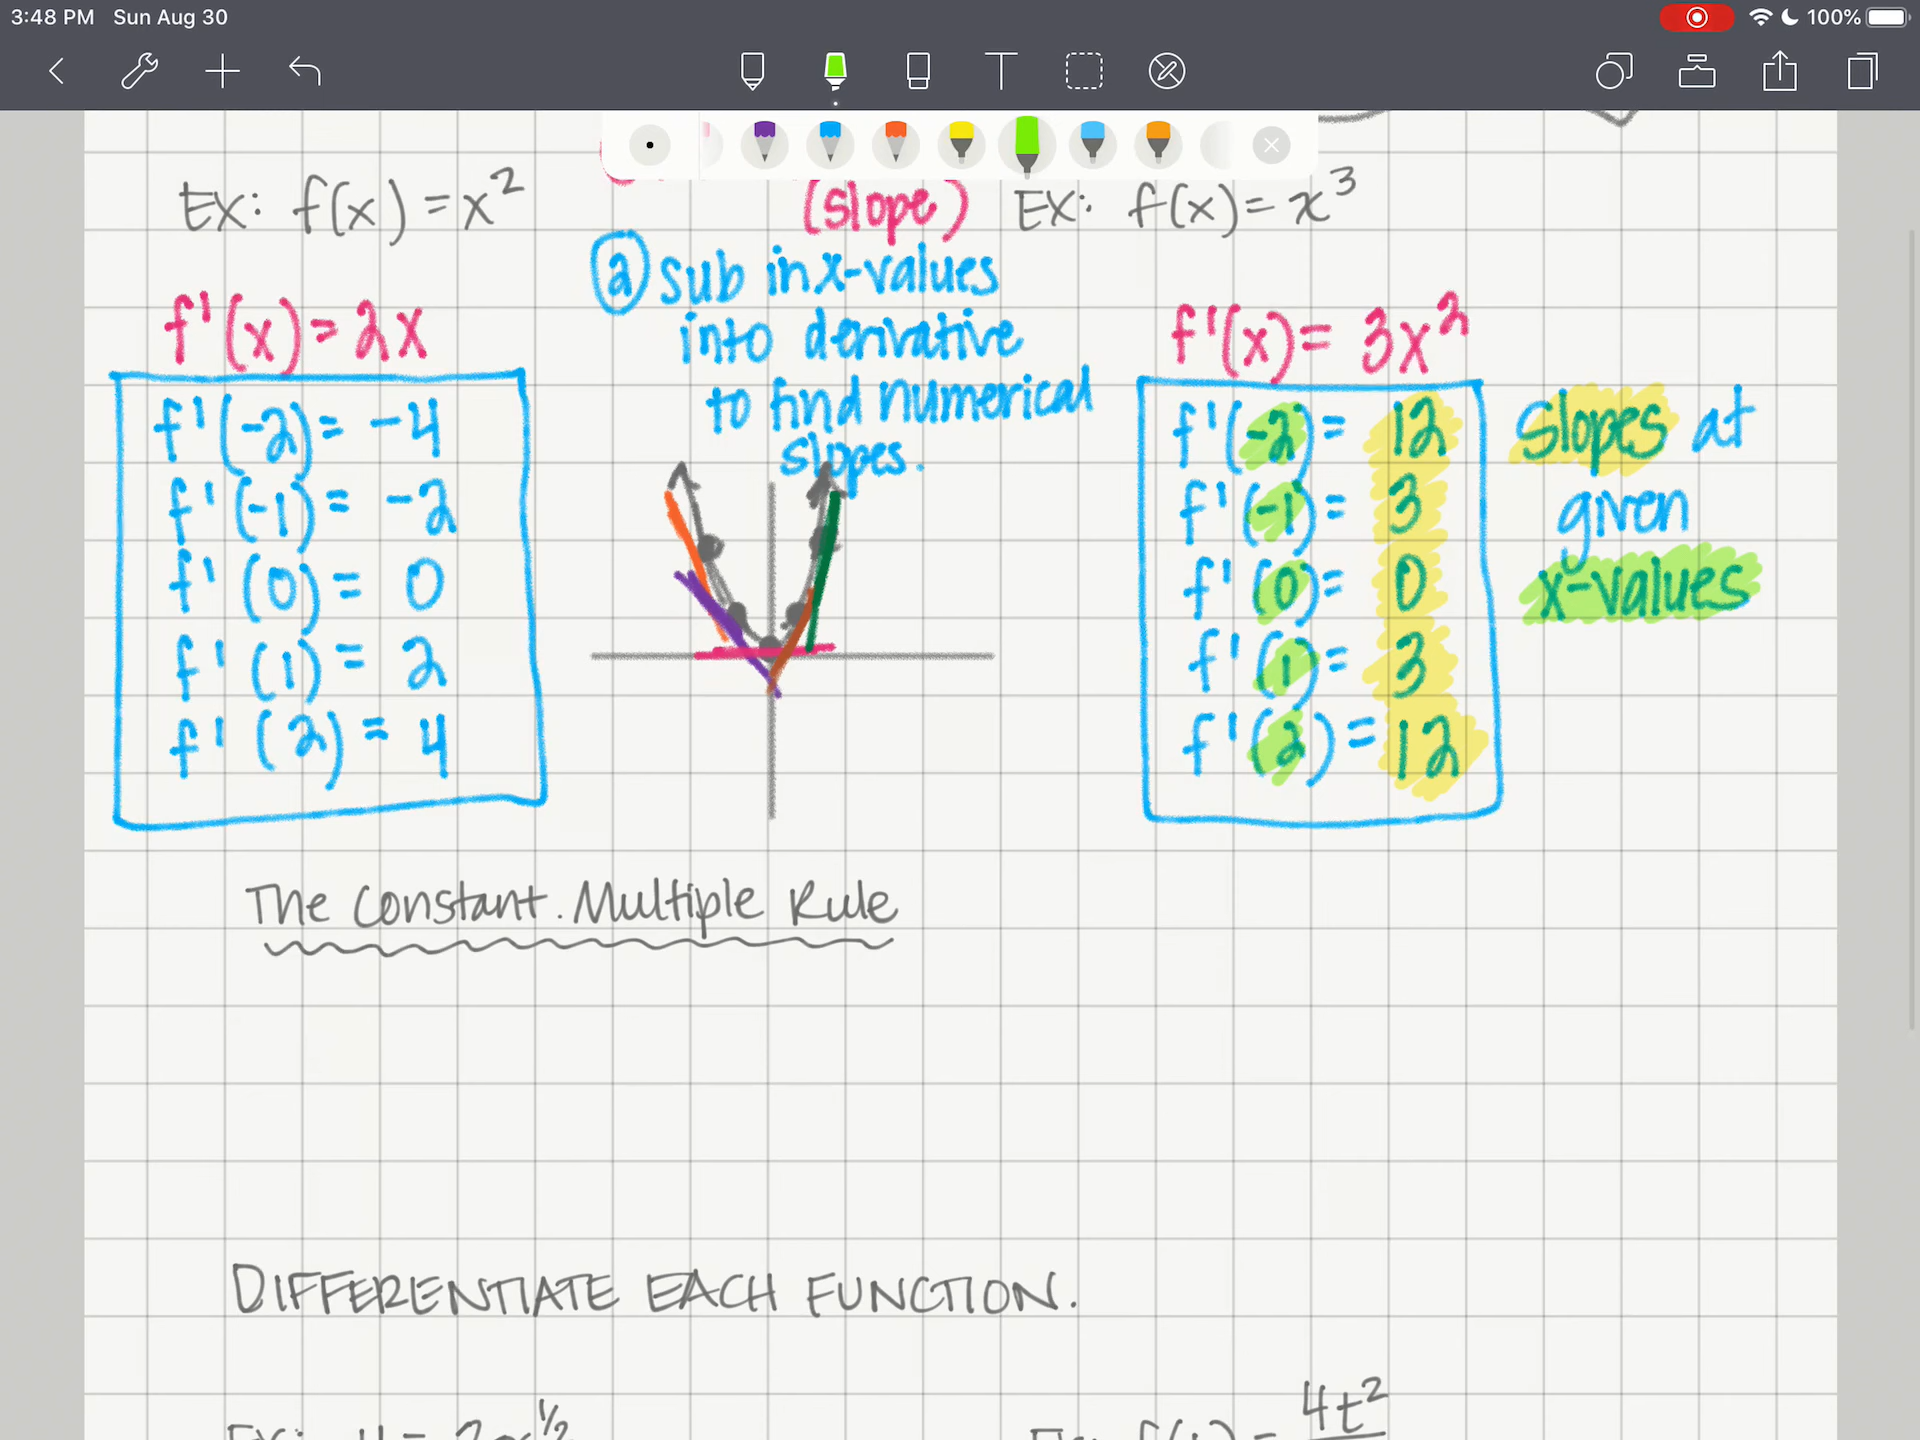 3:48 PM Sun Aug 30
100%
EX: f(x) = x²
(slope)
② sub in x-values
into derivative
to find numerical
slopes.
EX: f(x) = x³
f'(x) = 2x
f'(-2) = -4
f'(-1) = -2
f'(0) = 0
f'(1) = 2
f'(2) = 4
f'(x) = 3x²
f'(-2) = 12
f'(-1) = 3
f'(0) = 0
f'(1) = 3
f'(2) = 12
slopes at
given
x-values
The Constant. Multiple Rule
DIFFERENTIATE EACH FUNCTION.
4t²